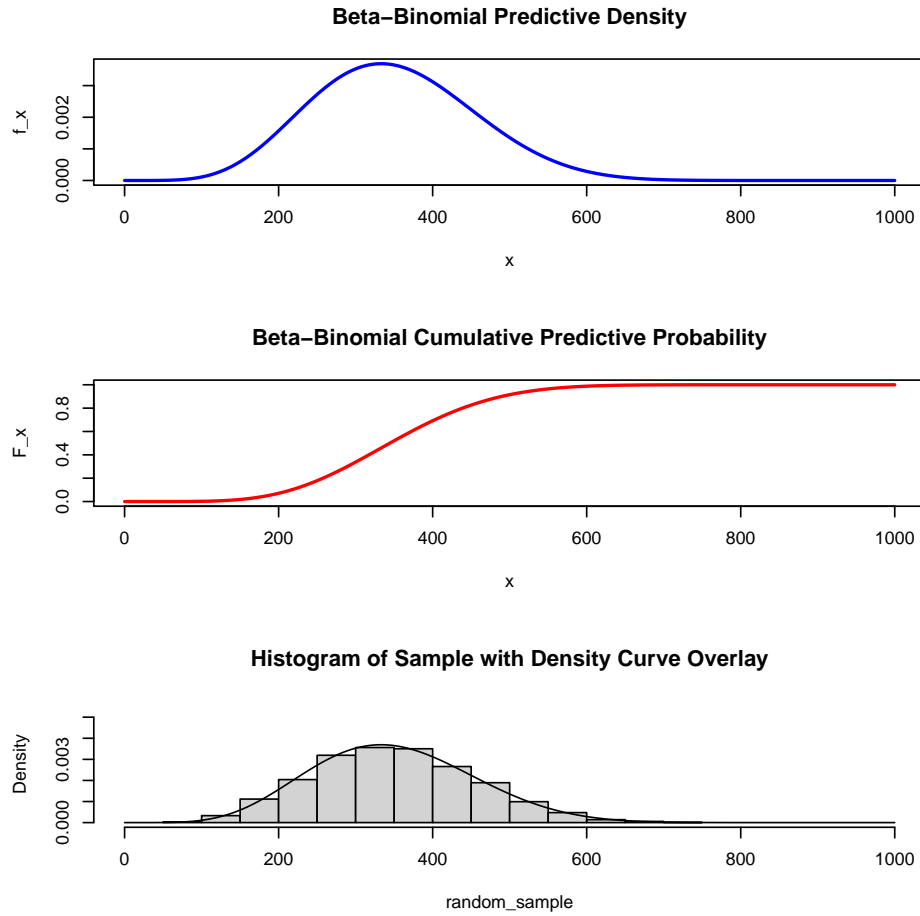 Beta−Binomial Predictive Density
f_x
0.000
0.002
0 200 400 600 800 1000
x
Beta−Binomial Cumulative Predictive Probability
F_x
0.0
0.4
0.8
0 200 400 600 800 1000
x
Histogram of Sample with Density Curve Overlay
Density
0.000
0.003
0 200 400 600 800 1000
random_sample